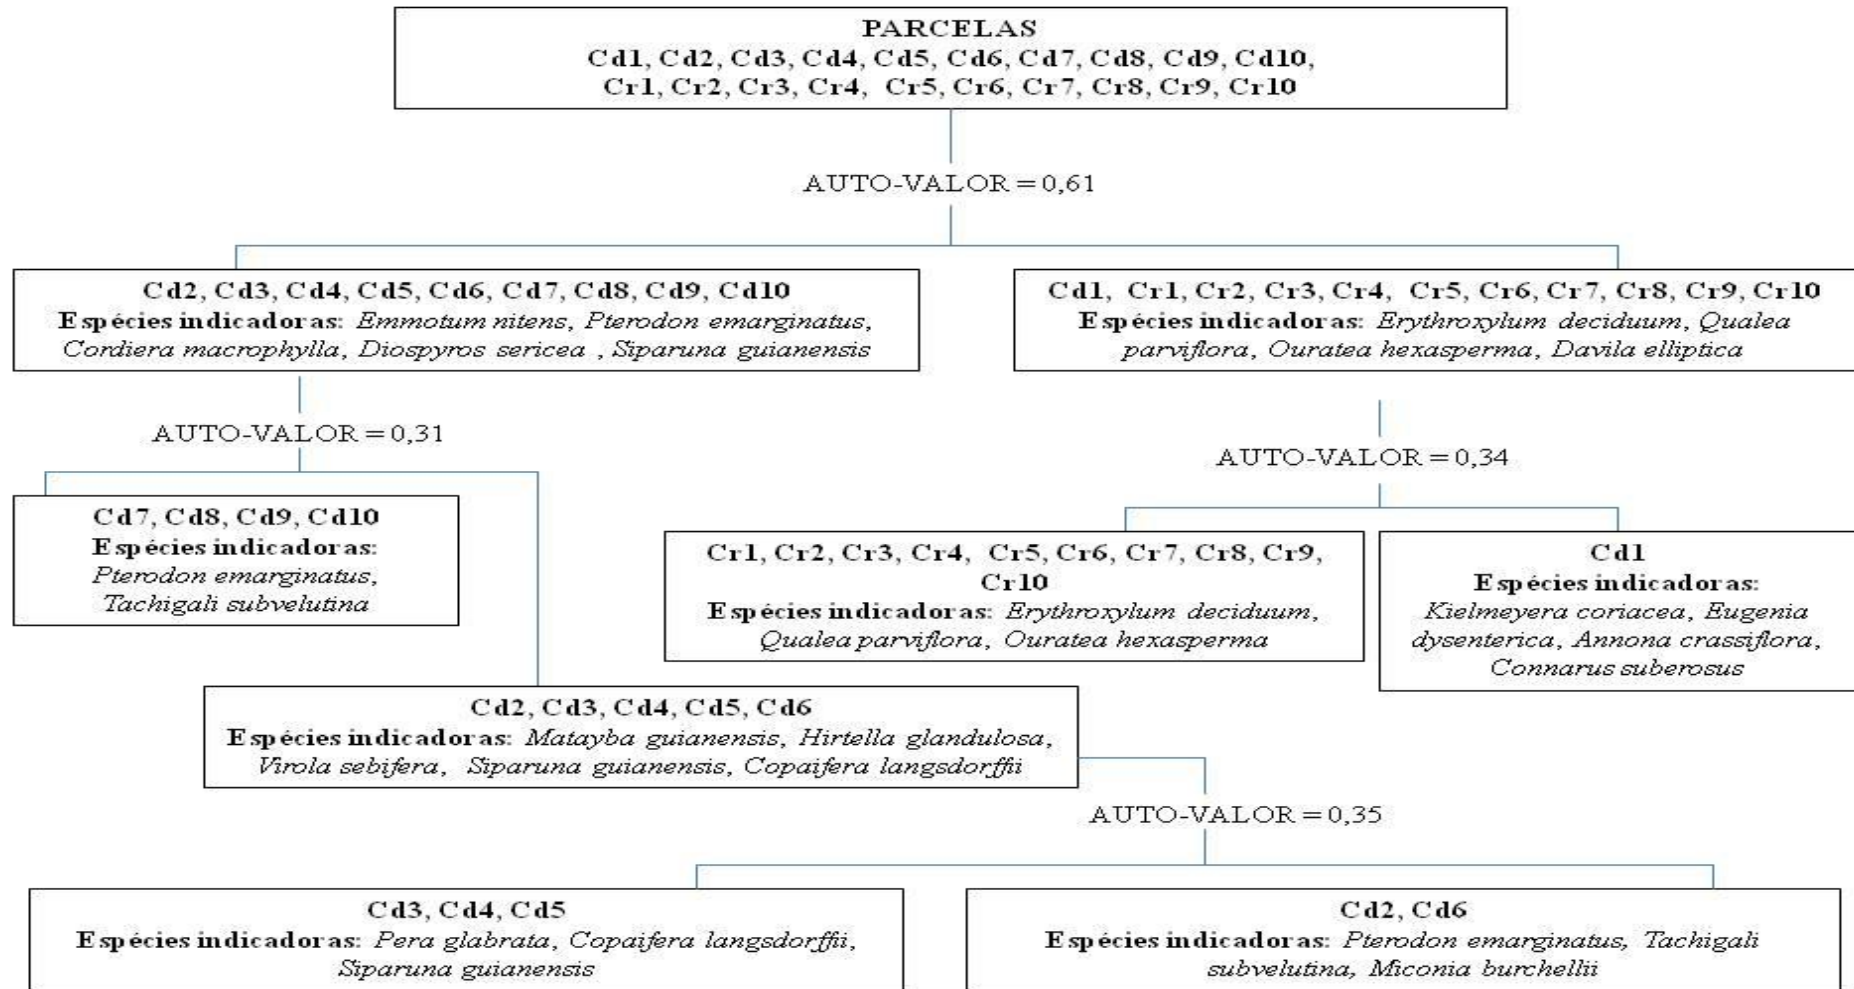 PARCELAS
Cd1, Cd2, Cd3, Cd4, Cd5, Cd6, Cd7, Cd8, Cd9, Cd10,
Cr1, Cr2, Cr3, Cr4, Cr5, Cr6, Cr7, Cr8, Cr9, Cr10
AUTO-VALOR = 0,61
Cd2, Cd3, Cd4, Cd5, Cd6, Cd7, Cd8, Cd9, Cd10
Espécies indicadoras: Emmotum nitens, Pterodon emarginatus,
Cordiera macrophylla, Diospyros sericea , Siparuna guianensis
Cd1, Cr1, Cr2, Cr3, Cr4, Cr5, Cr6, Cr7, Cr8, Cr9, Cr10
Espécies indicadoras: Erythroxylum deciduum, Qualea
parviflora, Ouratea hexasperma, Davila elliptica
AUTO-VALOR = 0,31
AUTO-VALOR = 0,34
Cd7, Cd8, Cd9, Cd10
Espécies indicadoras:
Pterodon emarginatus,
Tachigali subvelutina
Cr1, Cr2, Cr3, Cr4, Cr5, Cr6, Cr7, Cr8, Cr9,
Cr10
Espécies indicadoras: Erythroxylum deciduum,
Qualea parviflora, Ouratea hexasperma
Cd1
Espécies indicadoras:
Kielmeyera coriacea, Eugenia
dysenterica, Annona crassiflora,
Connarus suberosus
Cd2, Cd3, Cd4, Cd5, Cd6
Espécies indicadoras: Matayba guianensis, Hirtella glandulosa,
Virola sebifera, Siparuna guianensis, Copaifera langsdorffii
AUTO-VALOR = 0,35
Cd3, Cd4, Cd5
Espécies indicadoras: Pera glabrata, Copaifera langsdorffii,
Siparuna guianensis
Cd2, Cd6
Espécies indicadoras: Pterodon emarginatus, Tachigali
subvelutina, Miconia burchellii